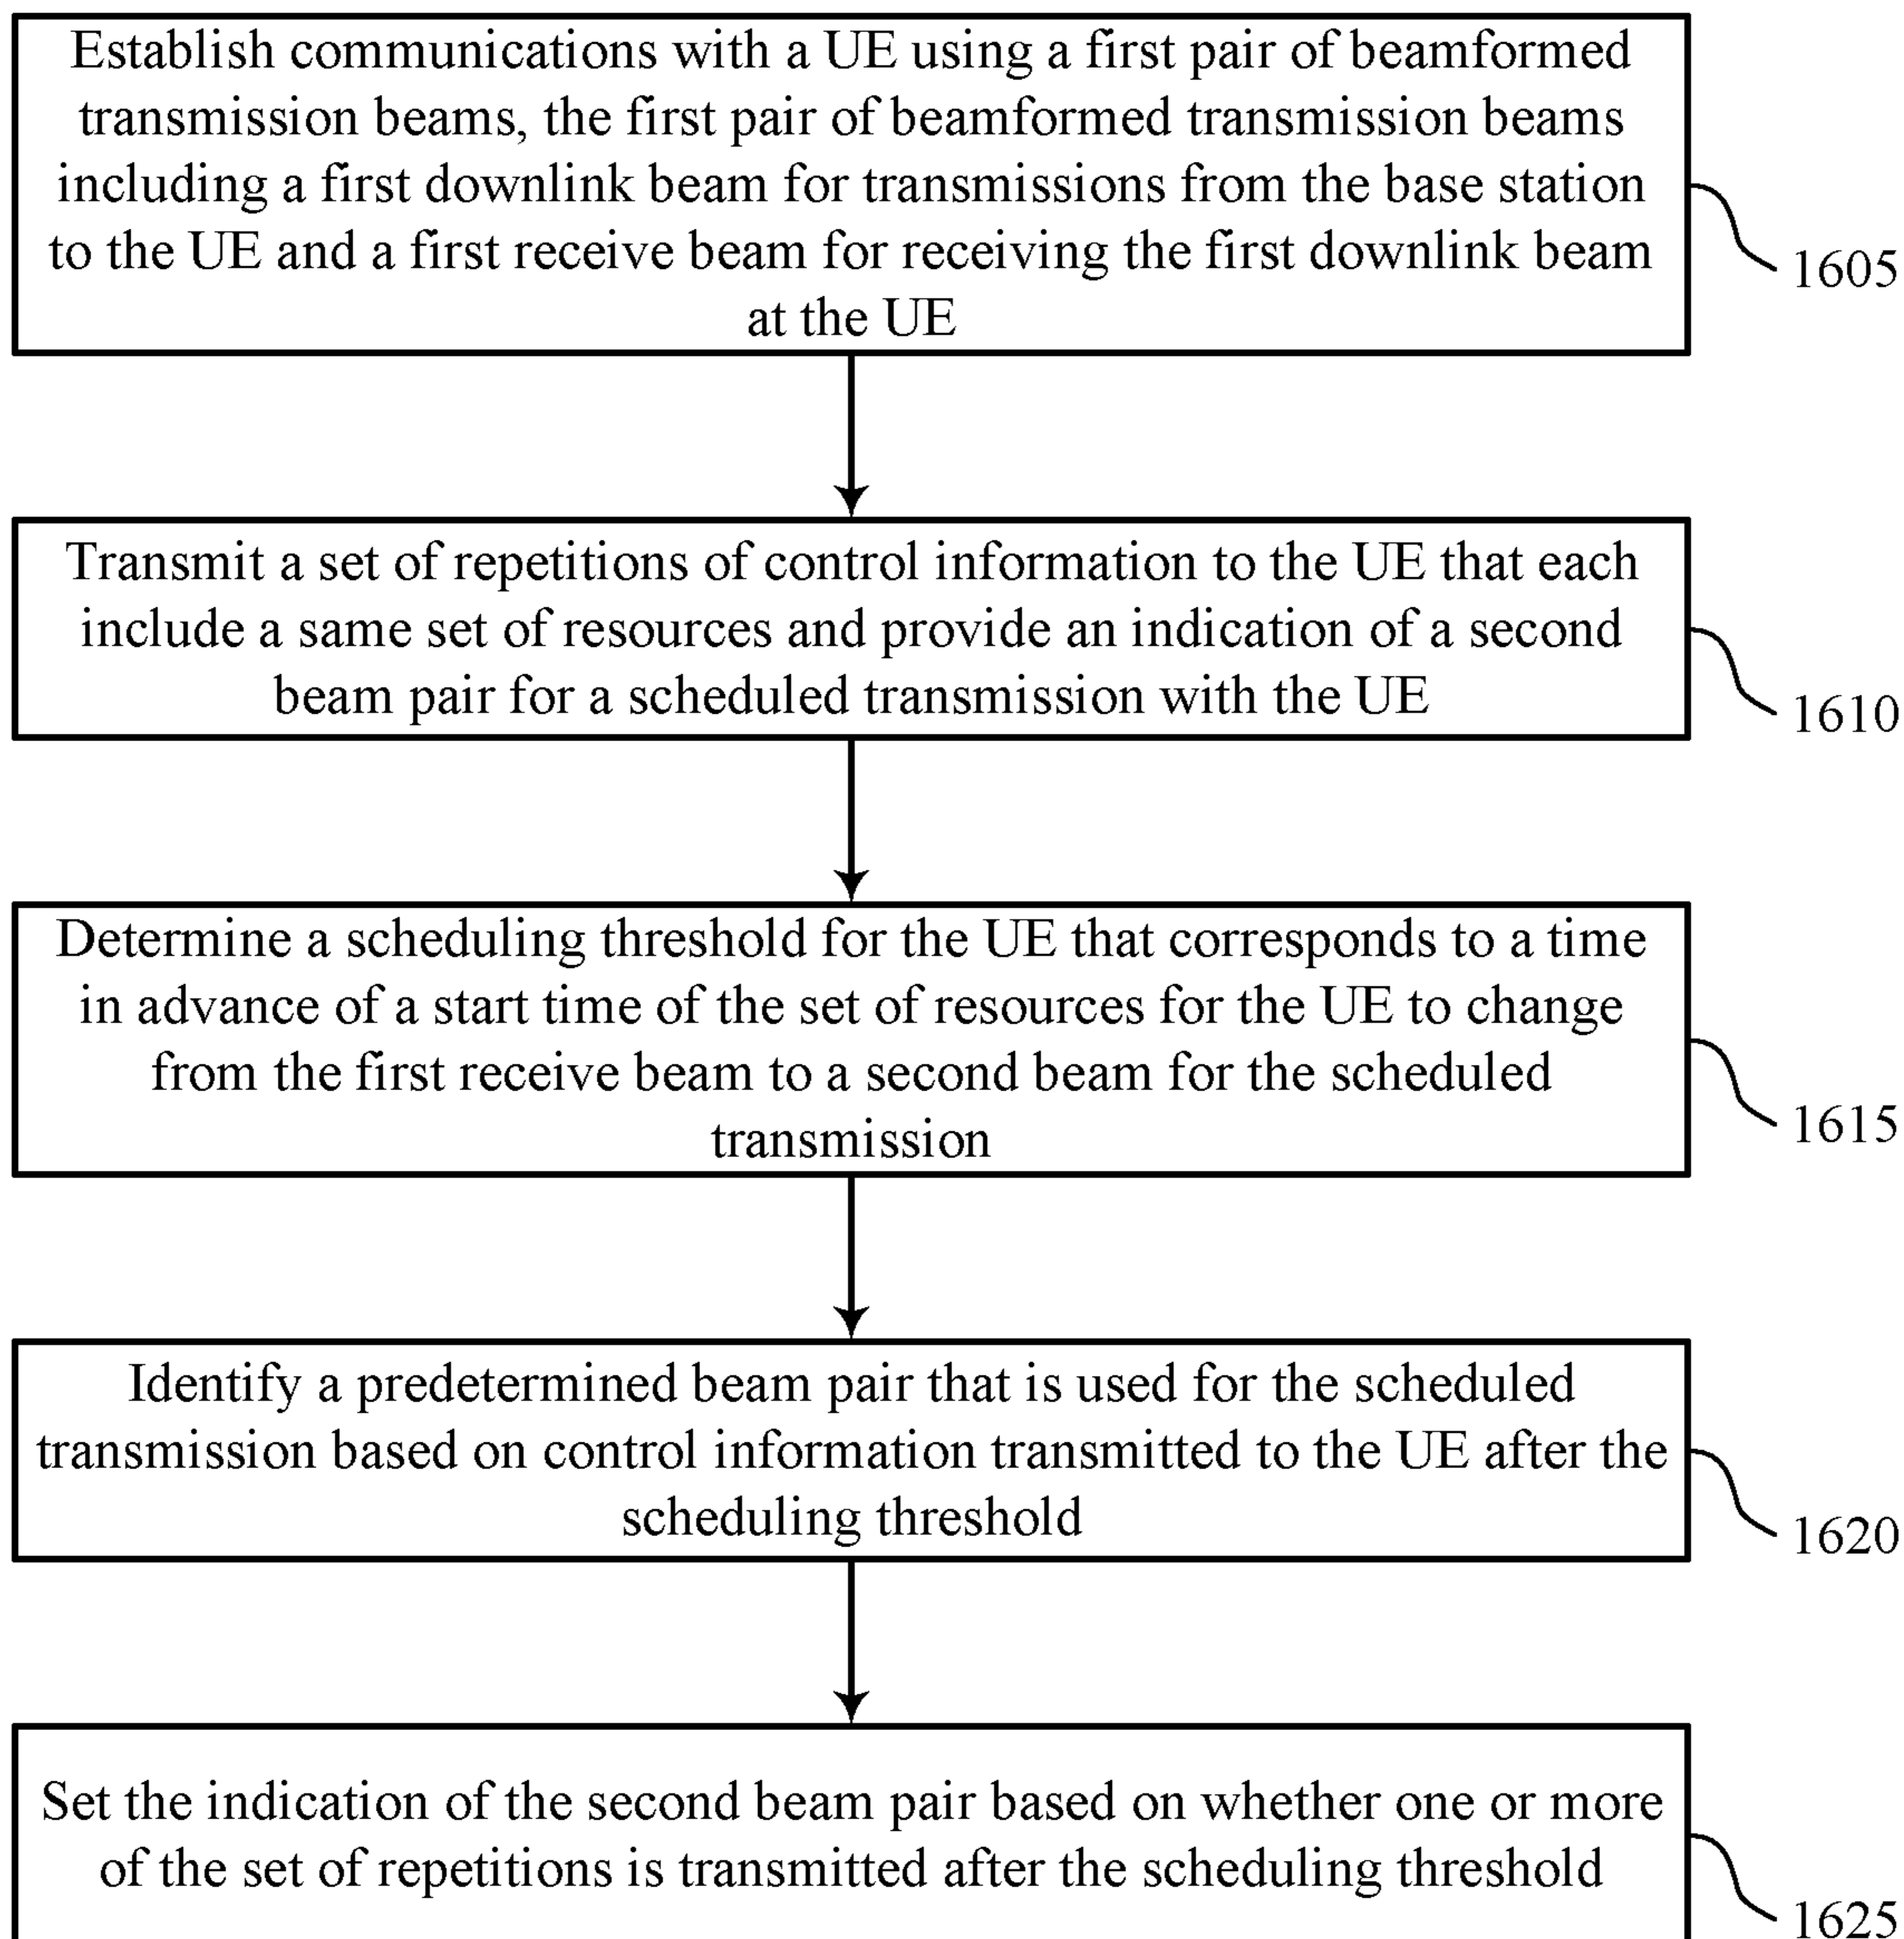 Establish communications with a UE using a first pair of beamformed
transmission beams, the first pair of beamformed transmission beams
including a first downlink beam for transmissions from the base station
to the UE and a first receive beam for receiving the first downlink beam
at the UE
1605
Transmit a set of repetitions of control information to the UE that each
include a same set of resources and provide an indication of a second
beam pair for a scheduled transmission with the UE
1610
Determine a scheduling threshold for the UE that corresponds to a time
in advance of a start time of the set of resources for the UE to change
from the first receive beam to a second beam for the scheduled
transmission
1615
Identify a predetermined beam pair that is used for the scheduled
transmission based on control information transmitted to the UE after the
scheduling threshold
1620
Set the indication of the second beam pair based on whether one or more
of the set of repetitions is transmitted after the scheduling threshold
1625